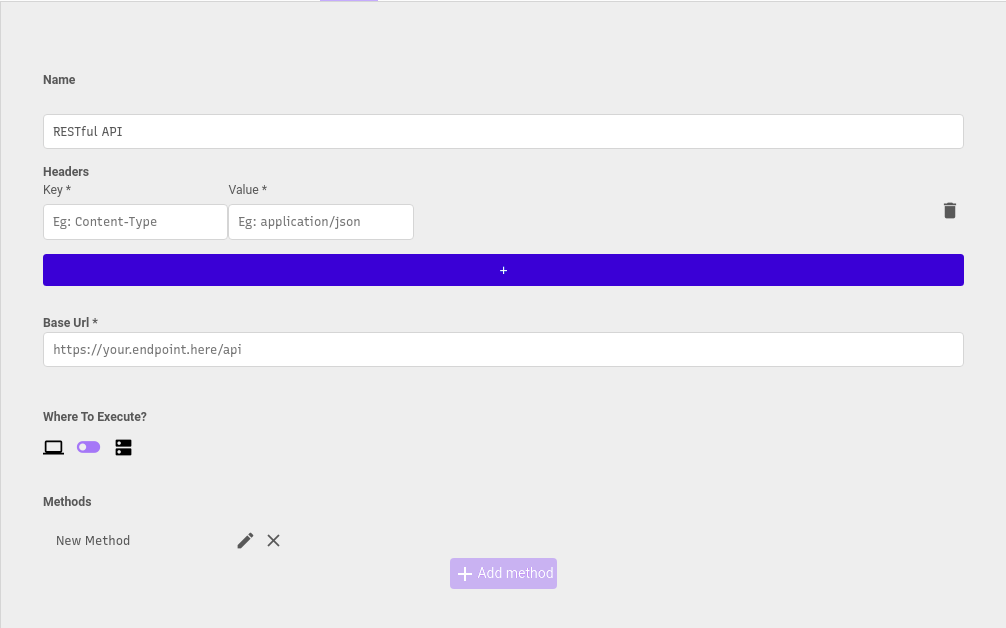 Name
RESTful API
Headers
Key * Value *
Eg: Content-Type Eg: application/json
+
Base Url *
https://your.endpoint.here/api
Where To Execute?
Methods
New Method
+ Add method